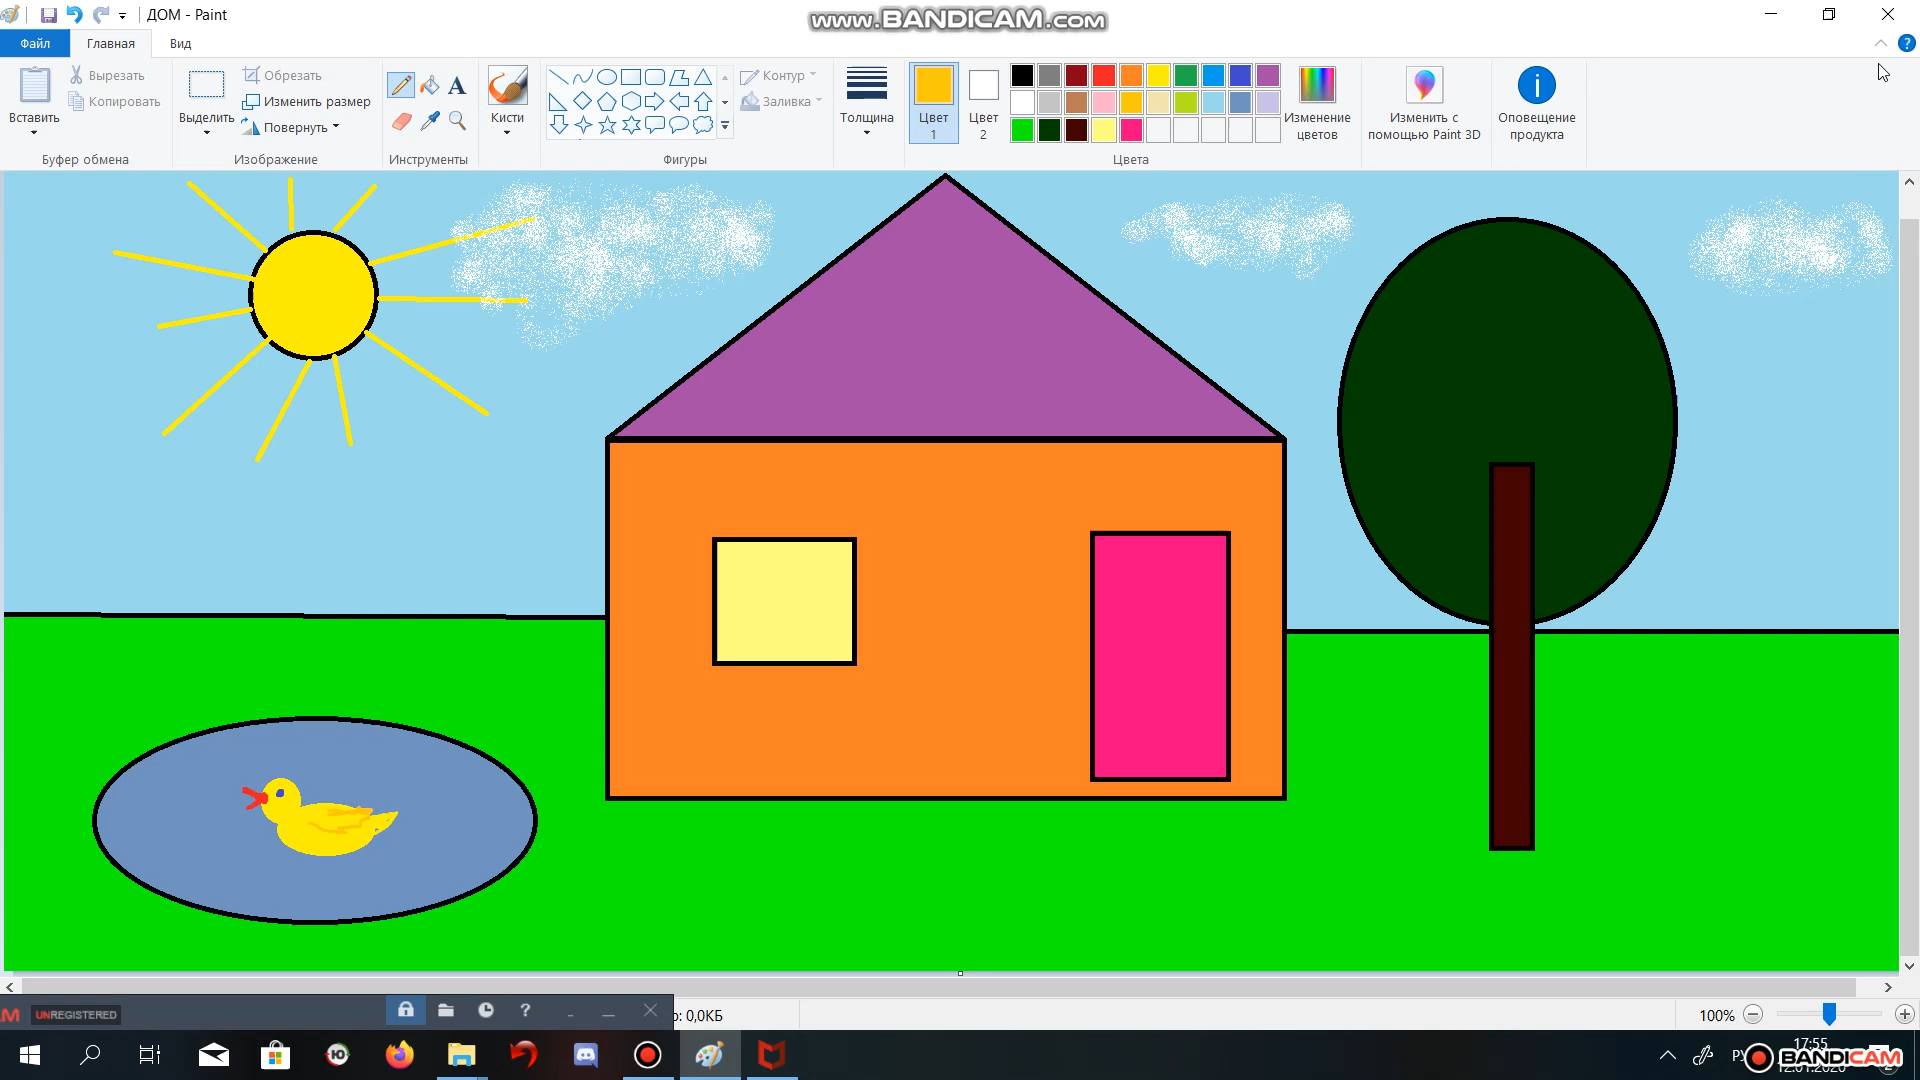 ДОМ - Paint
www.BANDICAM.com
Файл
Главная
Вид
Вставить
Вырезать
Копировать
Буфер обмена
Выделить
Обрезать
Изменить размер
Повернуть
Изображение
Инструменты
Кисти
Контур
Заливка
Фигуры
Толщина
Цвет 1
Цвет 2
Изменение цветов
Цвета
Изменить с помощью Paint 3D
Оповещение продукта
UNREGISTERED
р: 0,0КБ
100%
17:55
BANDICAM